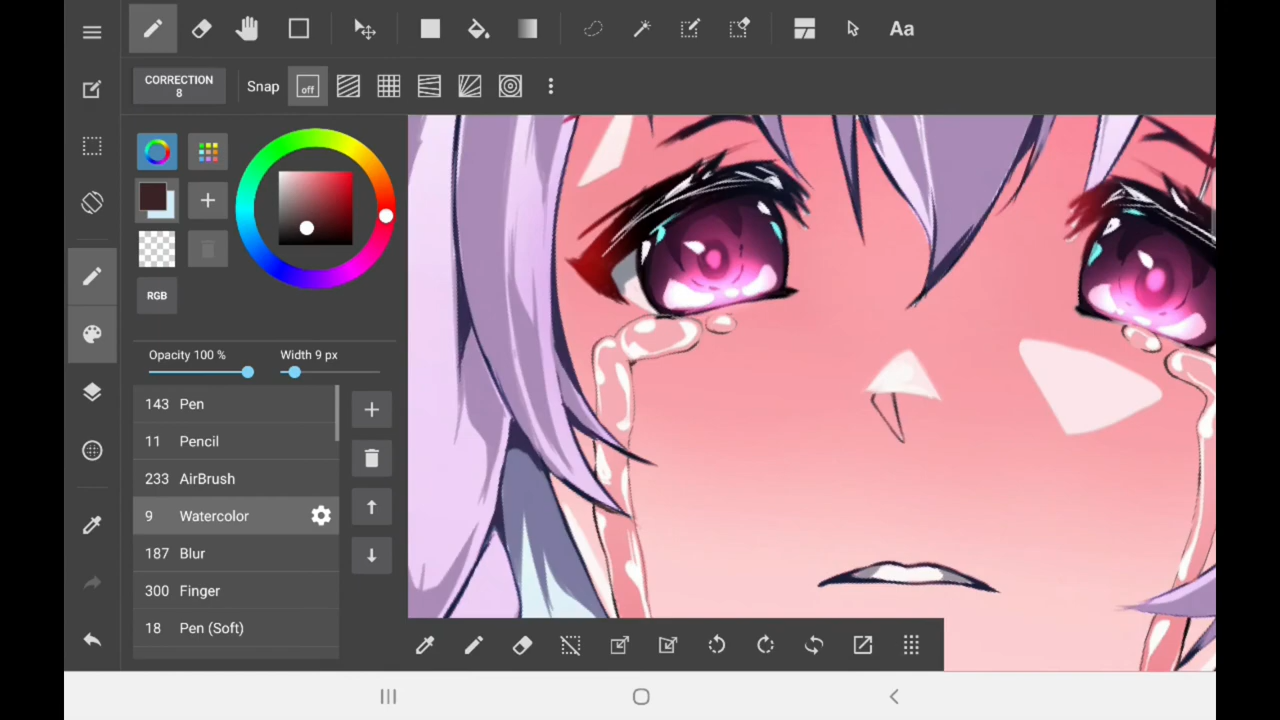 Aa
CORRECTION
8
Snap
off
RGB
Opacity 100 %
Width 9 px
143 Pen
11 Pencil
233 AirBrush
9 Watercolor
187 Blur
300 Finger
18 Pen (Soft)